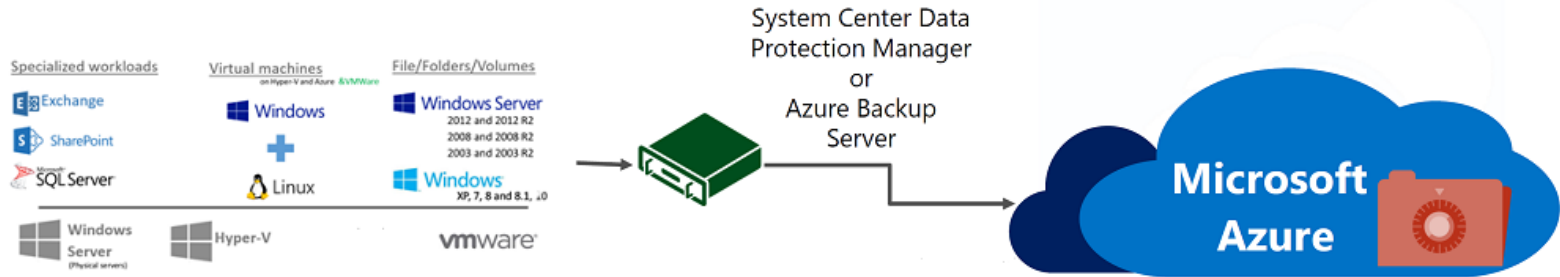 Specialized workloads
Exchange
SharePoint
Microsoft
SQL Server
Virtual machines
on Hyper-V and Azure &VMWare
Windows
Linux
File/Folders/Volumes
Windows Server
2012 and 2012 R2
2008 and 2008 R2
2003 and 2003 R2
Windows
XP, 7, 8 and 8.1, .0
Windows
Server
(Physical servers)
Hyper-V
vmware
System Center Data
Protection Manager
or
Azure Backup
Server
Microsoft
Azure